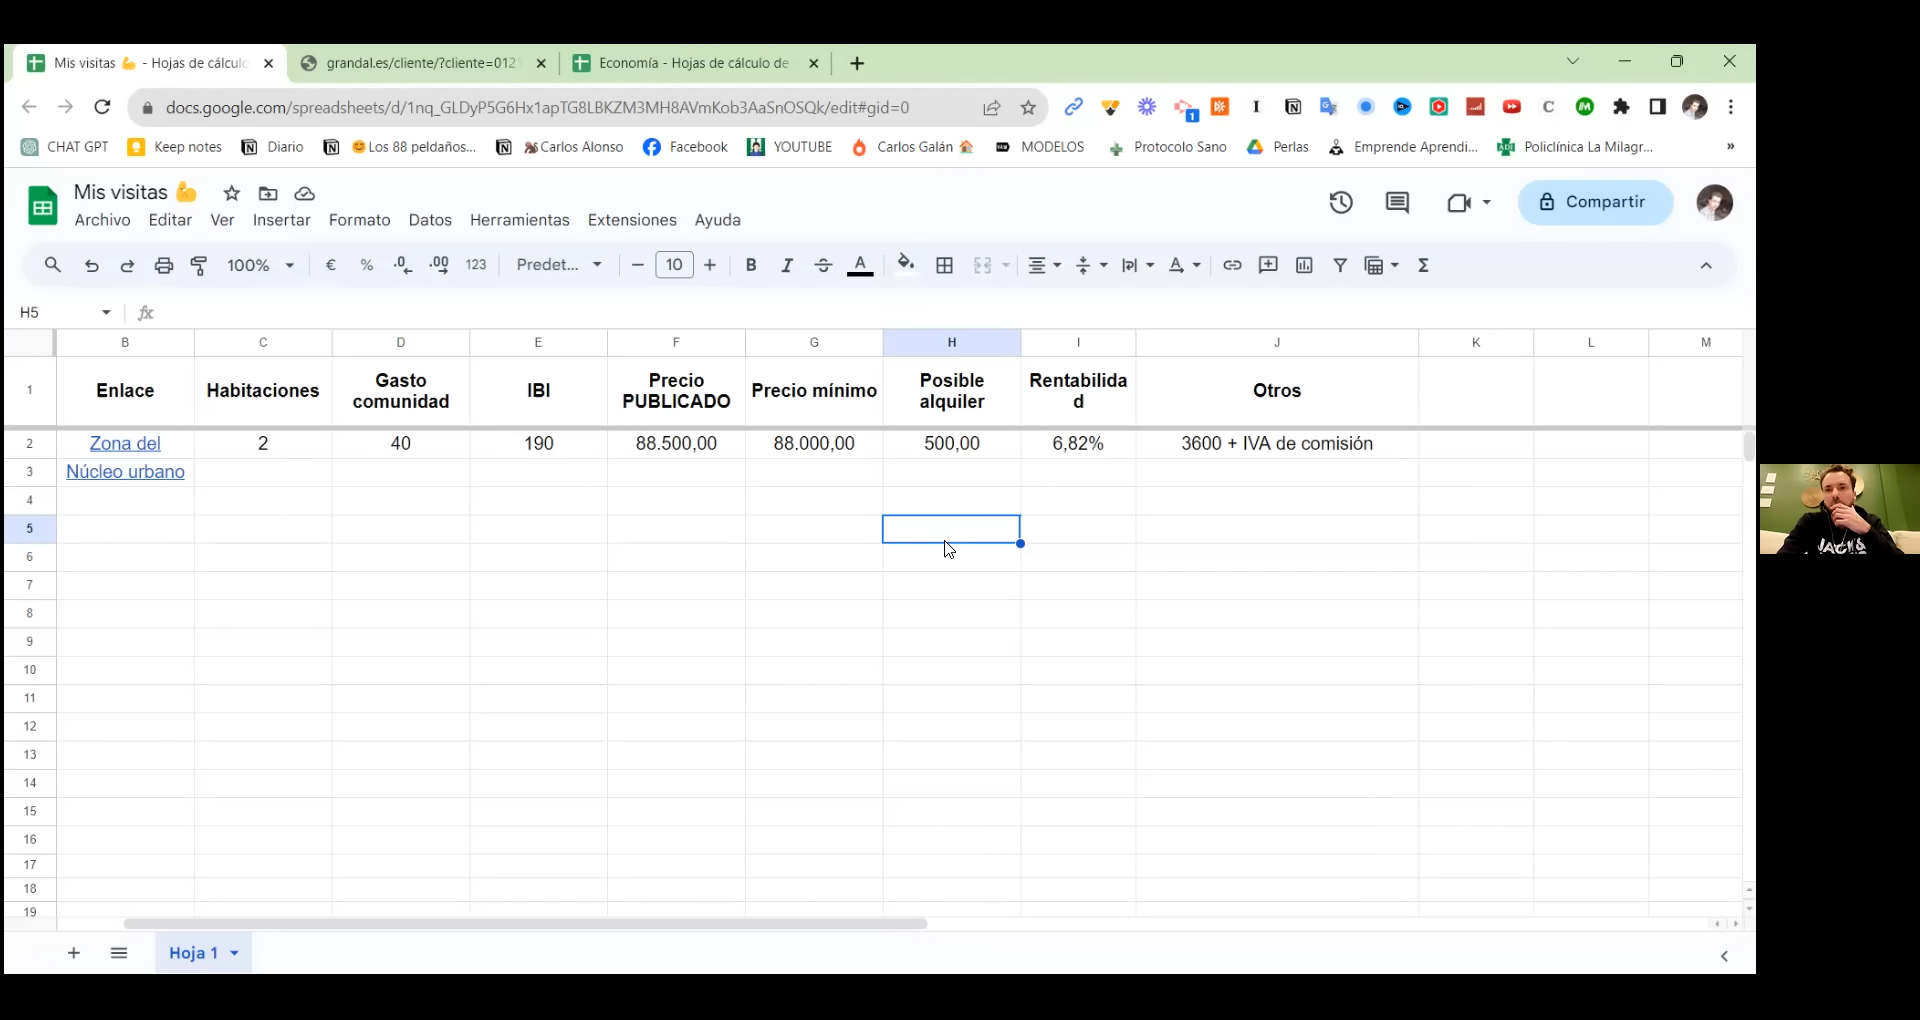 Mis visitas 💪 - Hojas de cálculo
grandal.es/cliente/?cliente=012
Economía - Hojas de cálculo de
docs.google.com/spreadsheets/d/1nq_GLDyP5G6Hx1apTG8LBKZM3MH8AVmKob3AaSnOSQk/edit#gid=0
CHAT GPT Keep notes Diario 😊Los 88 peldaños... 🐿Carlos Alonso Facebook YOUTUBE Carlos Galán 🏠 MODELOS Protocolo Sano Perlas Emprende Aprendi... Policlínica La Milagr... »
Mis visitas 💪
Archivo Editar Ver Insertar Formato Datos Herramientas Extensiones Ayuda
Compartir
100% € % .0 .00 123 Predet... − 10 + B I S A Σ
H5 fx
B C D E F G H I J K L M
1 Enlace Habitaciones Gasto comunidad IBI Precio PUBLICADO Precio mínimo Posible alquiler Rentabilidad Otros
2 Zona del 2 40 190 88.500,00 88.000,00 500,00 6,82% 3600 + IVA de comisión
3 Núcleo urbano
4
5
6
7
8
9
10
11
12
13
14
15
16
17
18
19
+ Hoja 1